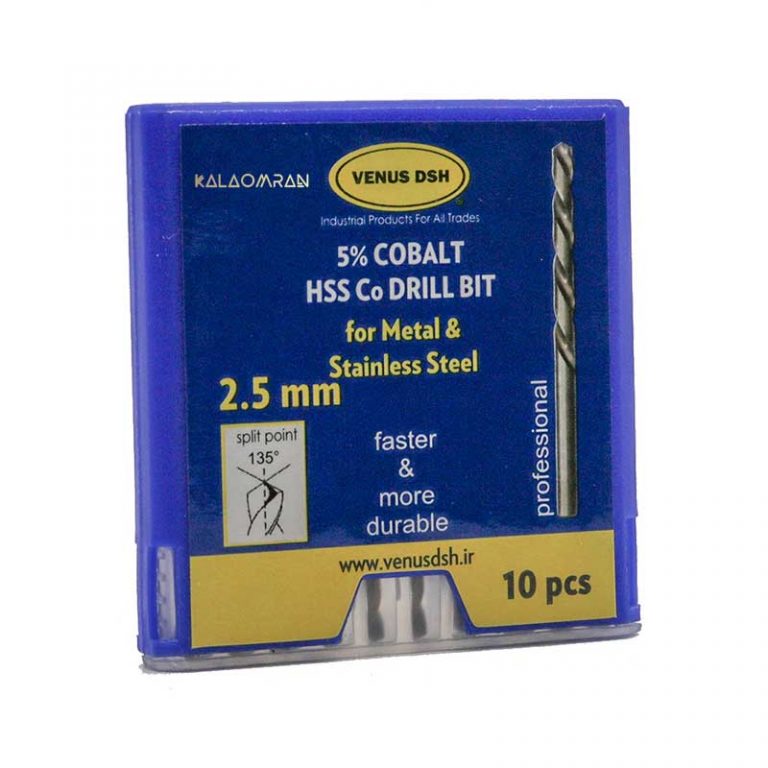 KALAOMRAN
VENUS DSH
®
Industrial Products For All Trades
5% COBALT
HSS Co DRILL BIT
for Metal &
Stainless Steel
2.5 mm
split point
135°
faster
&
more
durable
professional
www.venusdsh.ir
10 pcs